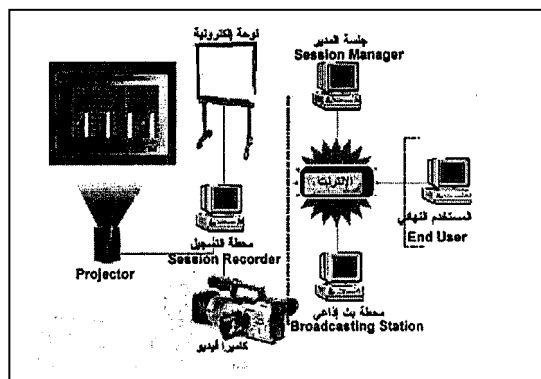 لوحة إلكترونية
جلسة المدير
Session Manager
الإنترنت
المستخدم النهائي
End User
محطة التسجيل
Session Recorder
Projector
محطة بث إذاعي
Broadcasting Station
كاميرا فيديو